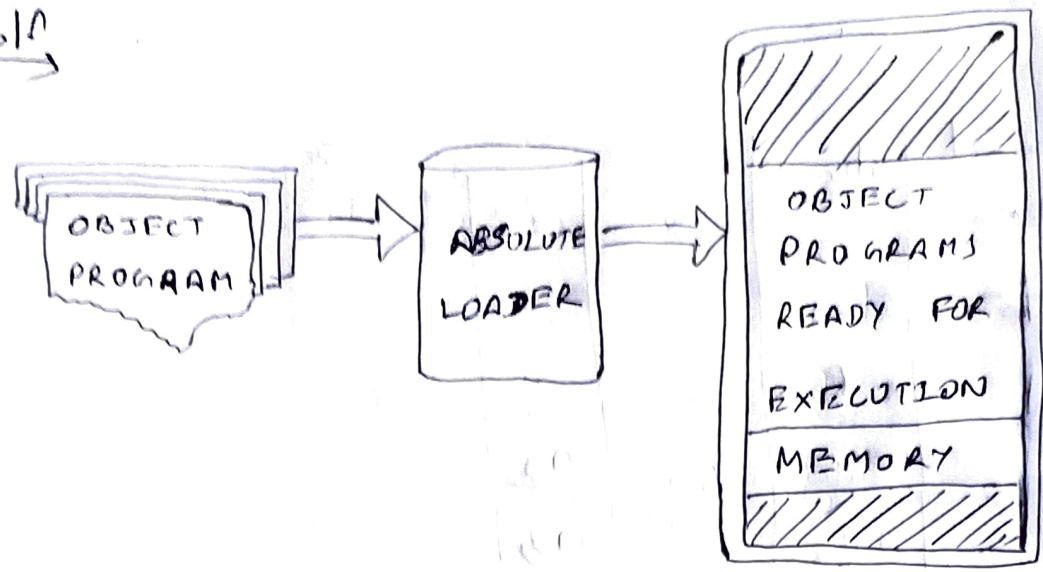 OBJECT
PROGRAM
ABSOLUTE
LOADER
OBJECT
PROGRAMS
READY FOR
EXECUTION
MEMORY